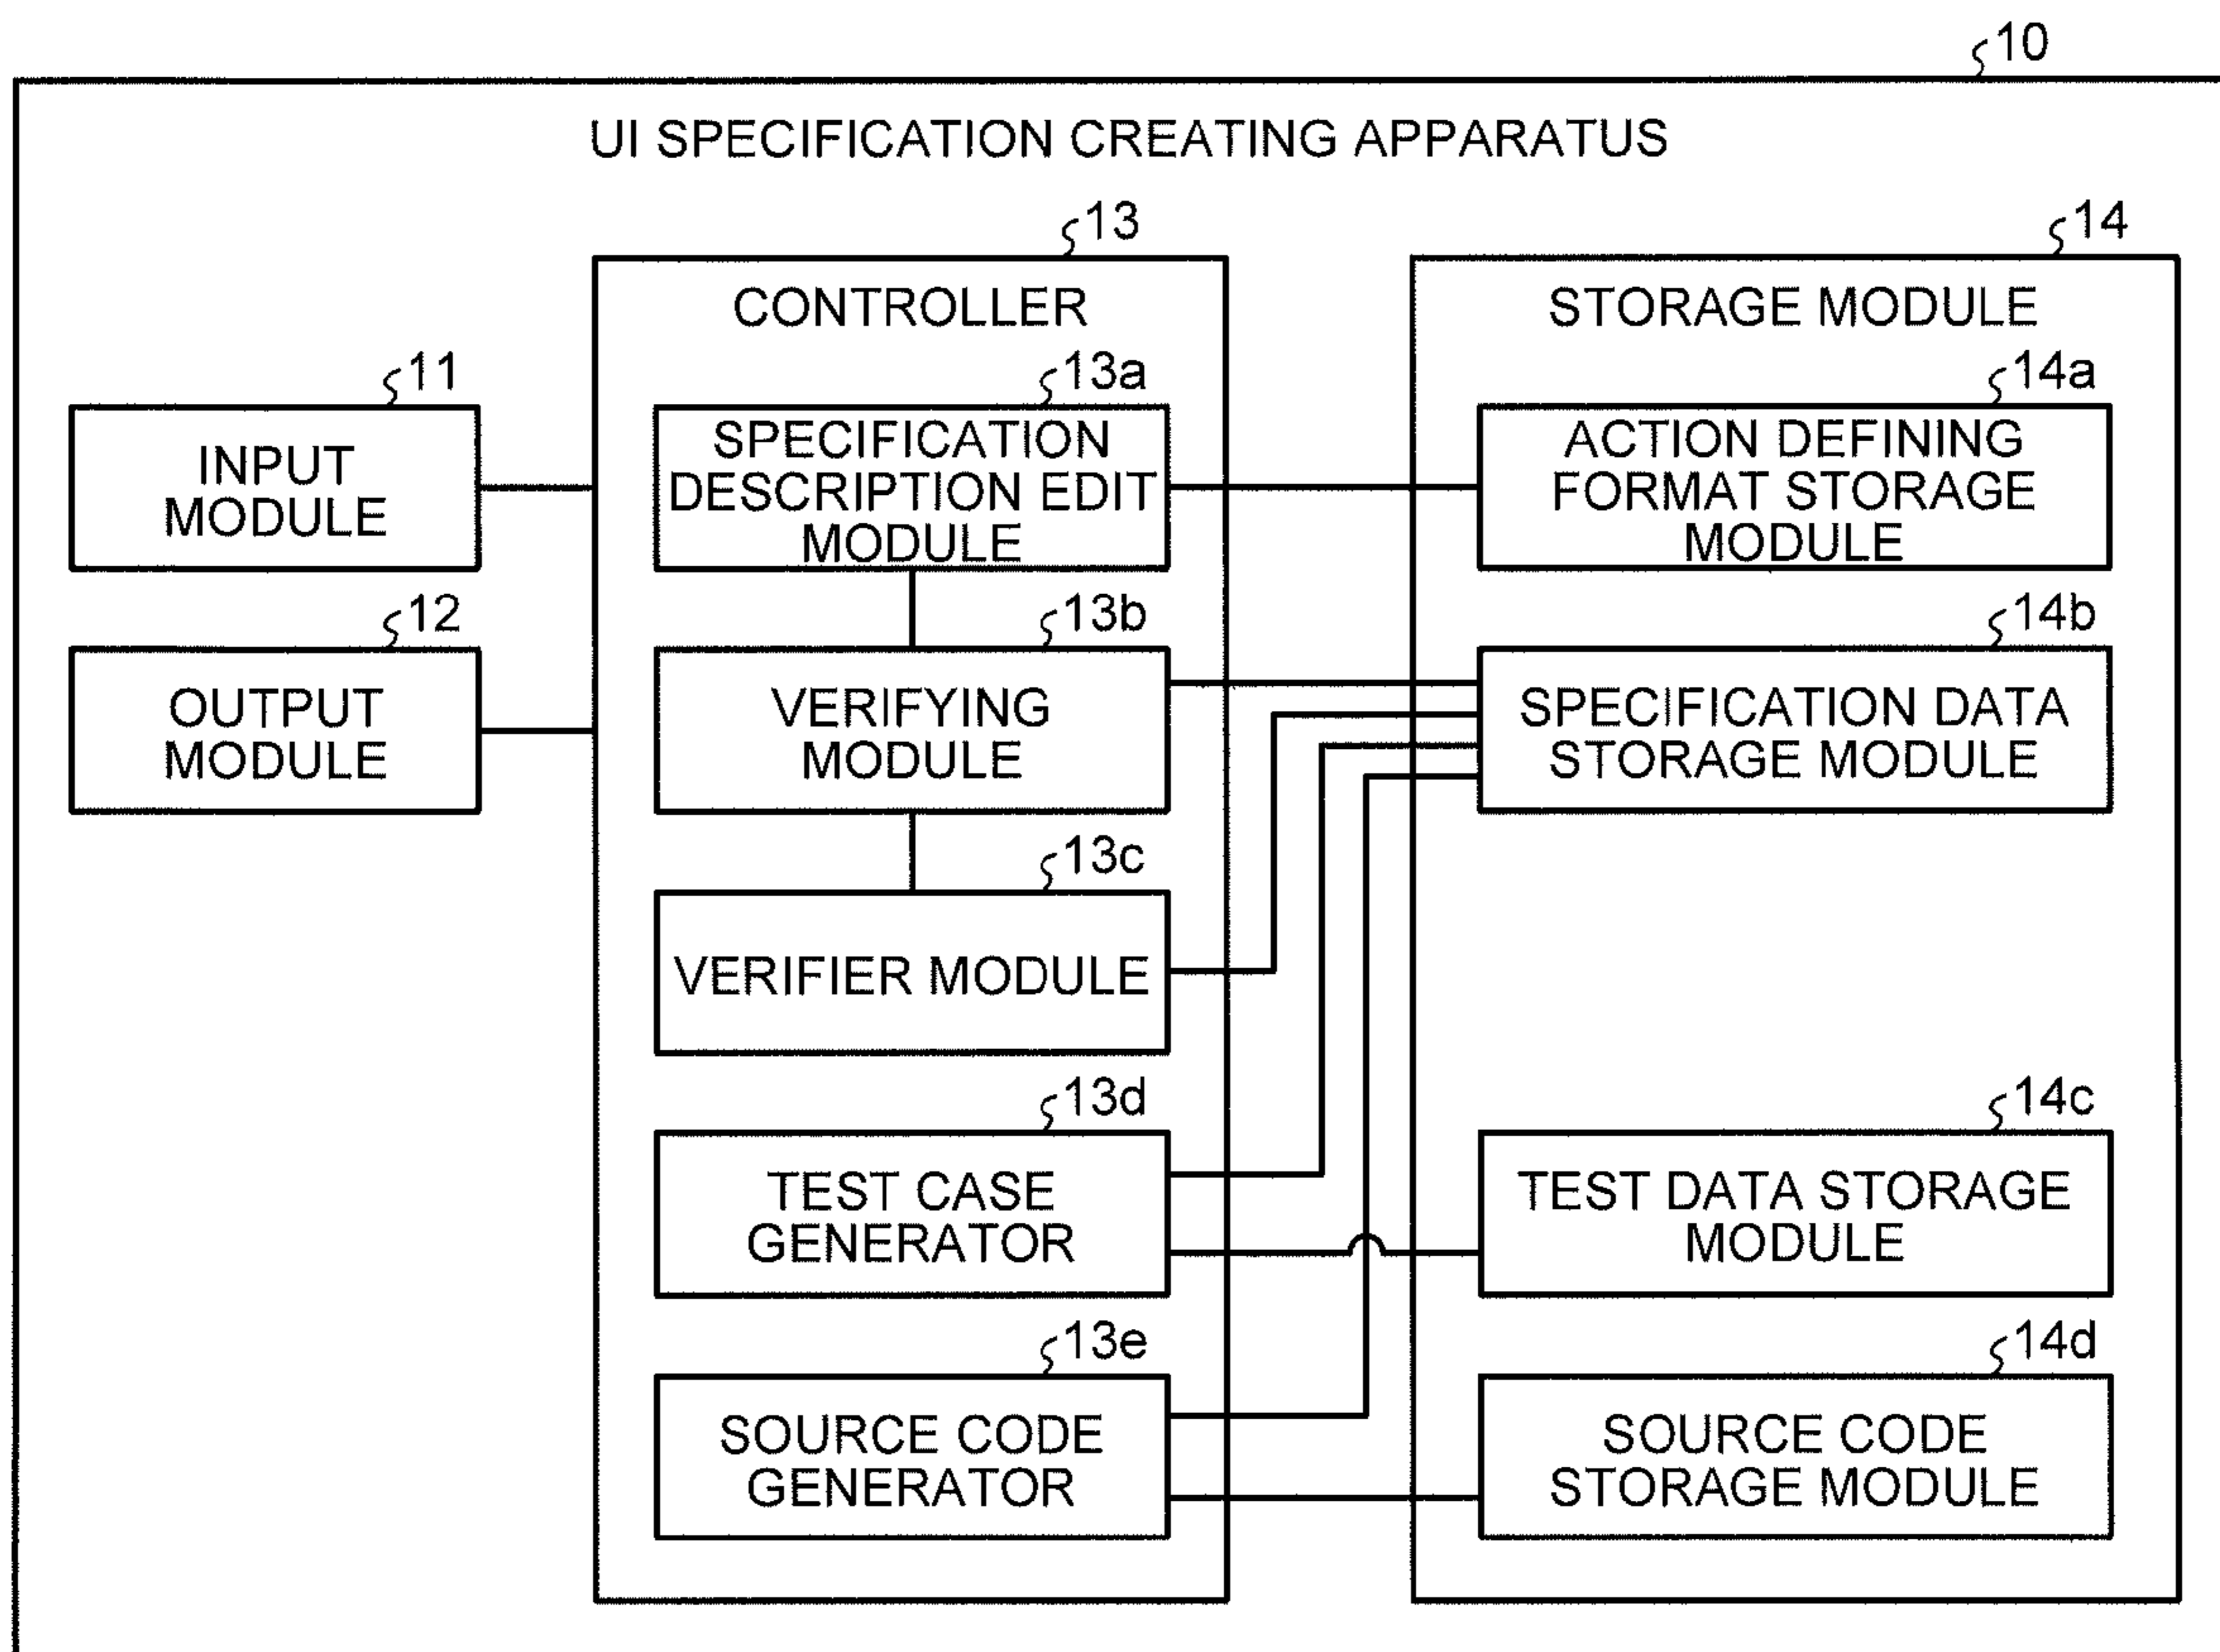 10
UI SPECIFICATION CREATING APPARATUS
13
CONTROLLER
14
STORAGE MODULE
11
INPUT
MODULE
12
OUTPUT
MODULE
13a
SPECIFICATION
DESCRIPTION EDIT
MODULE
13b
VERIFYING
MODULE
13c
VERIFIER MODULE
13d
TEST CASE
GENERATOR
13e
SOURCE CODE
GENERATOR
14a
ACTION DEFINING
FORMAT STORAGE
MODULE
14b
SPECIFICATION DATA
STORAGE MODULE
14c
TEST DATA STORAGE
MODULE
14d
SOURCE CODE
STORAGE MODULE